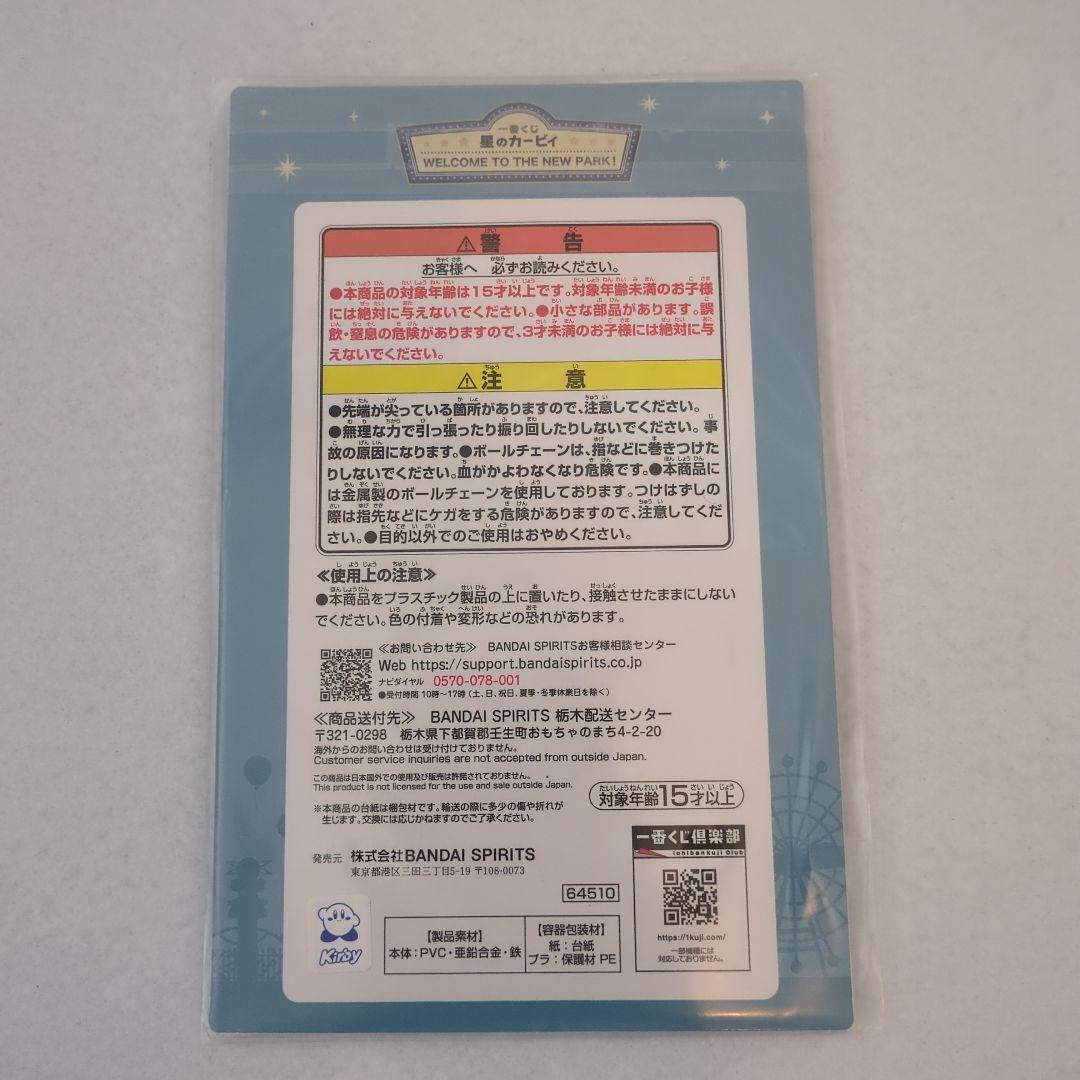 一番くじ
星のカービィ
WELCOME TO THE NEW PARK!
⚠警告
お客様へ 必ずお読みください。
●本商品の対象年齢は15才以上です。対象年齢未満のお子様
には絶対に与えないでください。●小さな部品があります。誤
飲・窒息の危険がありますので、3才未満のお子様には絶対に与
えないでください。
⚠注意
●先端が尖っている箇所がありますので、注意してください。
●無理な力で引っ張ったり振り回したりしないでください。事
故の原因になります。●ボールチェーンは、指などに巻きつけた
りしないでください。血がかよわなくなり危険です。●本商品に
は金属製のボールチェーンを使用しております。つけはずしの
際は指先などにケガをする危険がありますので、注意してくだ
さい。●目的以外でのご使用はおやめください。
≪使用上の注意≫
●本商品をプラスチック製品の上に置いたり、接触させたままにしない
でください。色の付着や変形などの恐れがあります。
≪お問い合わせ先≫ BANDAI SPIRITSお客様相談センター
Web https://support.bandaispirits.co.jp
ナビダイヤル 0570-078-001
●受付時間 10時～17時 (土、日、祝日、夏季・冬季休業日を除く)
≪商品送付先≫ BANDAI SPIRITS 栃木配送センター
〒321-0298 栃木県下都賀郡壬生町おもちゃのまち4-2-20
海外からのお問い合わせは受け付けておりません。
Customer service inquiries are not accepted from outside Japan.
この商品は日本国外での使用及び販売は許諾されておりません。
This product is not licensed for the use and sale outside Japan.
対象年齢15才以上
※本商品の台紙は梱包材です。輸送の際に多少の傷や折れが
生じます。交換には応じかねますのでご了承ください。
発売元 株式会社BANDAI SPIRITS
東京都港区三田三丁目5-19 〒108-0073
64510
Kirby
【製品素材】
本体:PVC・亜鉛合金・鉄
【容器包装材】
紙:台紙
プラ:保護材 PE
一番くじ倶楽部
Ichibankuji Club
https://1kuji.com/
一部機種には
対応しておりません。